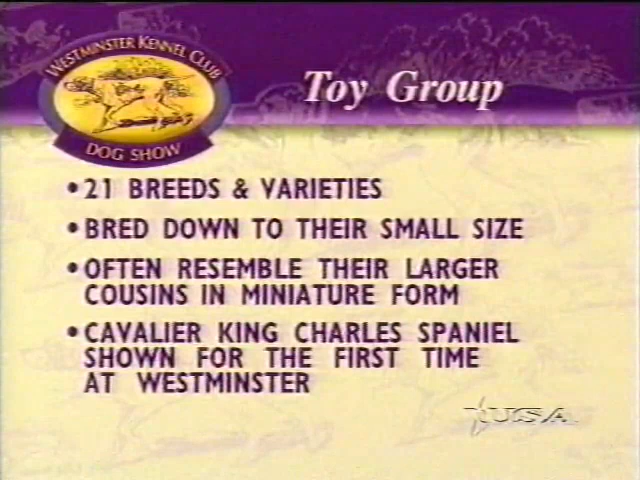 WESTMINSTER KENNEL CLUB
DOG SHOW
Toy Group
•21 BREEDS & VARIETIES
•BRED DOWN TO THEIR SMALL SIZE
•OFTEN RESEMBLE THEIR LARGER
COUSINS IN MINIATURE FORM
•CAVALIER KING CHARLES SPANIEL
SHOWN FOR THE FIRST TIME
AT WESTMINSTER
USA